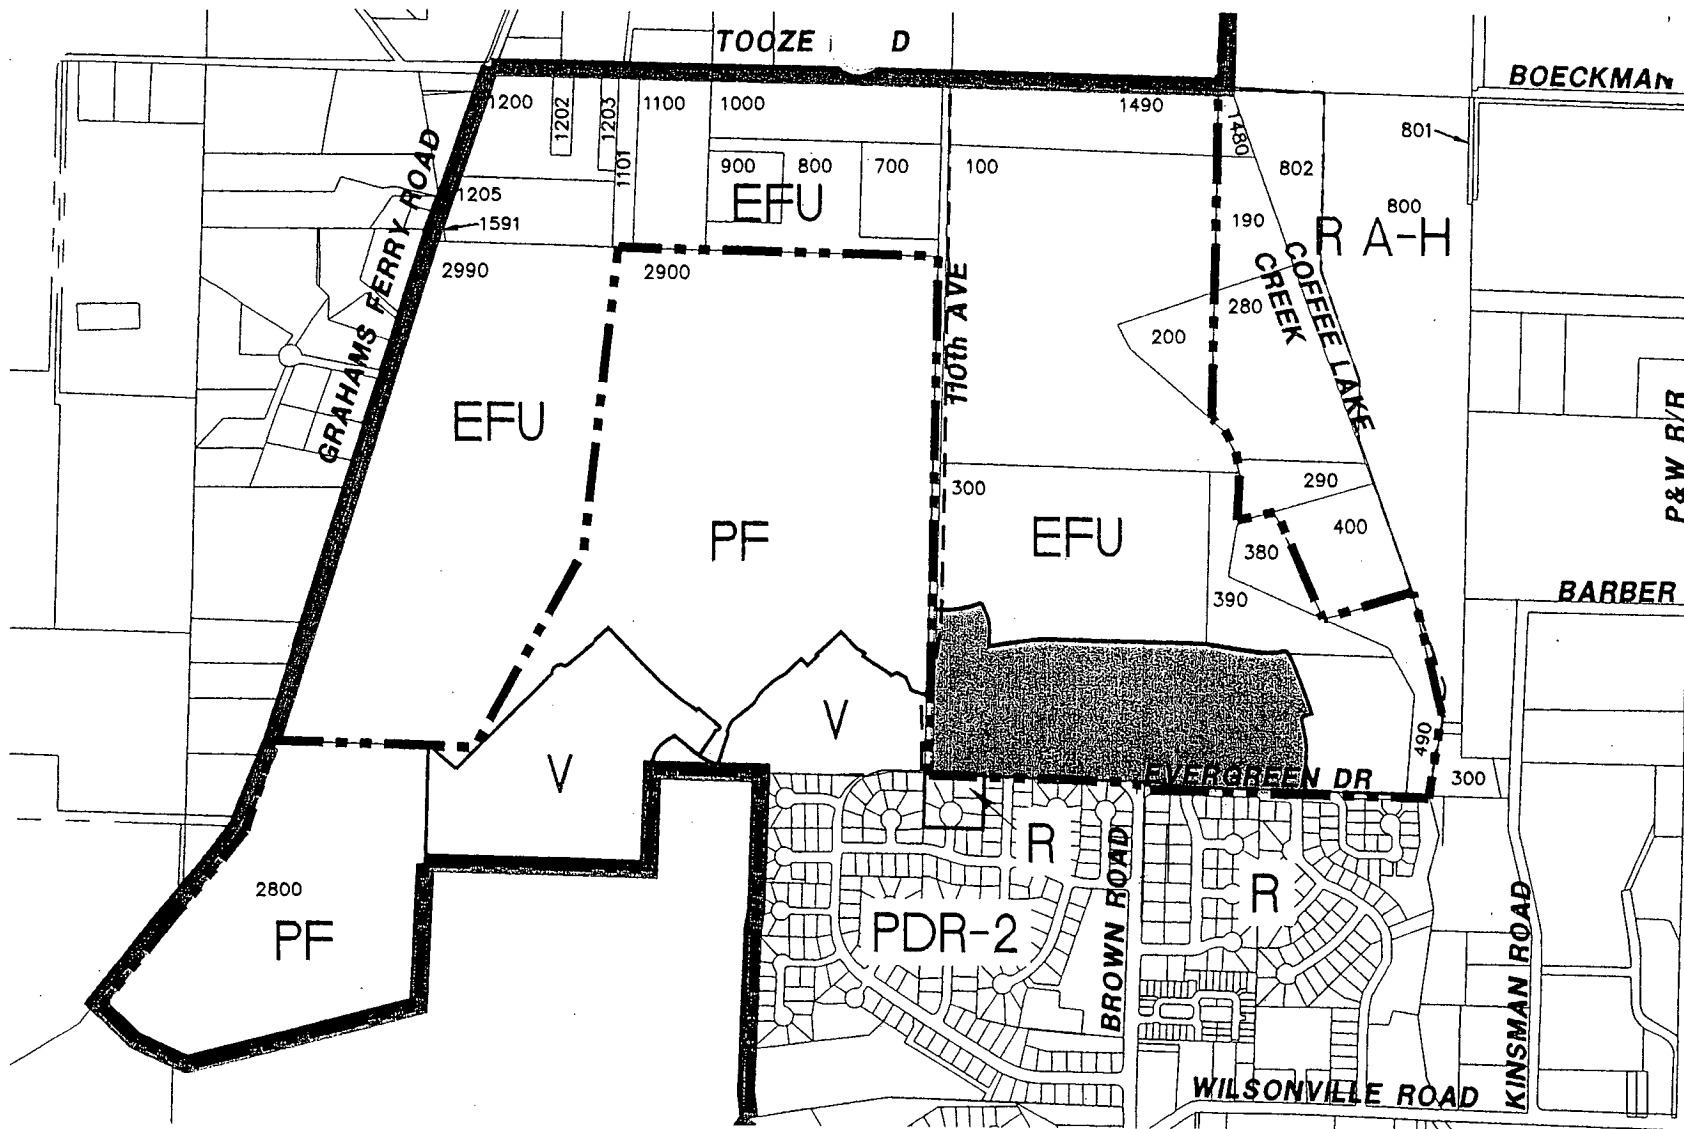 TOOZE D
BOECKMAN
1200
1202
1203
1100
1000
1490
1480
801
1101
900
800
700
100
802
EFU
1205
1591
190
800
R A-H
GRAHAMS FERRY ROAD
2990
2900
110th AVE
280
COFFEE LAKE
CREEK
200
EFU
P&W R/R
300
290
PF
EFU
400
380
390
BARBER
V
V
490
EVERGREEN DR
300
R
BROWN ROAD
2800
PF
PDR-2
R
KINSMAN ROAD
WILSONVILLE ROAD